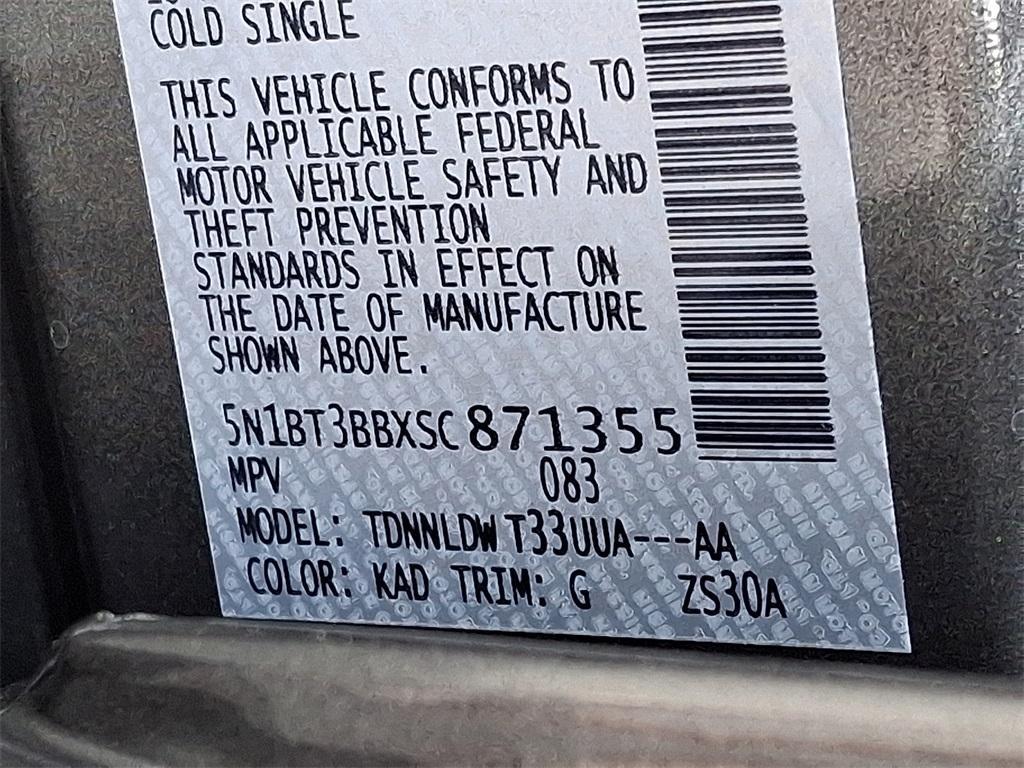 COLD SINGLE
THIS VEHICLE CONFORMS TO
ALL APPLICABLE FEDERAL
MOTOR VEHICLE SAFETY AND
THEFT PREVENTION
STANDARDS IN EFFECT ON
THE DATE OF MANUFACTURE
SHOWN ABOVE.
5N1BT3BBXSC871355
MPV 083
MODEL: TDNNLDW T33UUA---AA
COLOR: KAD TRIM: G ZS30A